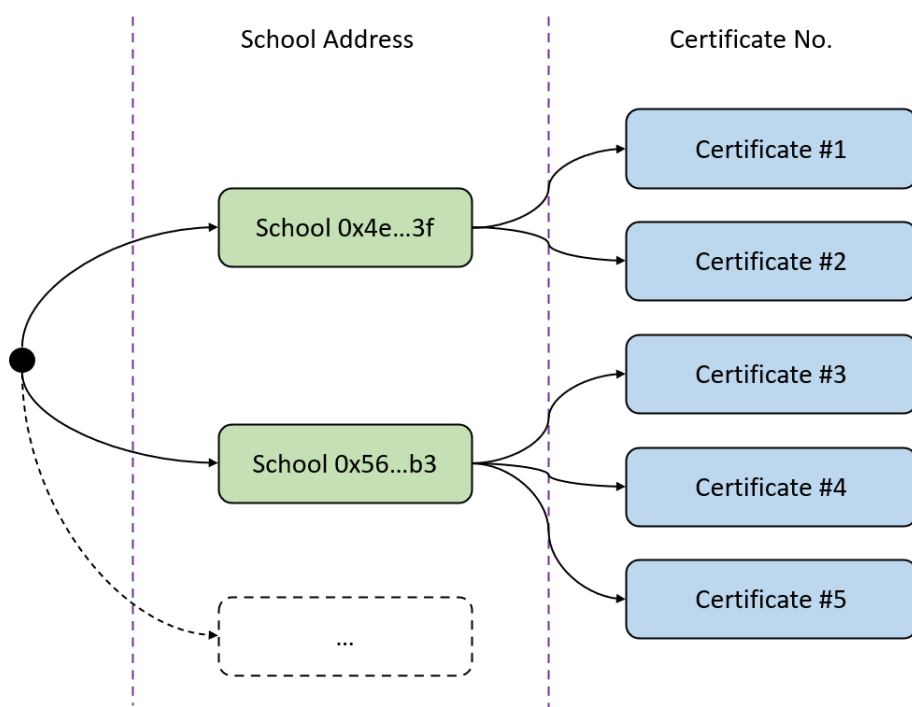 School Address
Certificate No.
Certificate #1
School 0x4e...3f
Certificate #2
Certificate #3
School 0x56...b3
Certificate #4
Certificate #5
...